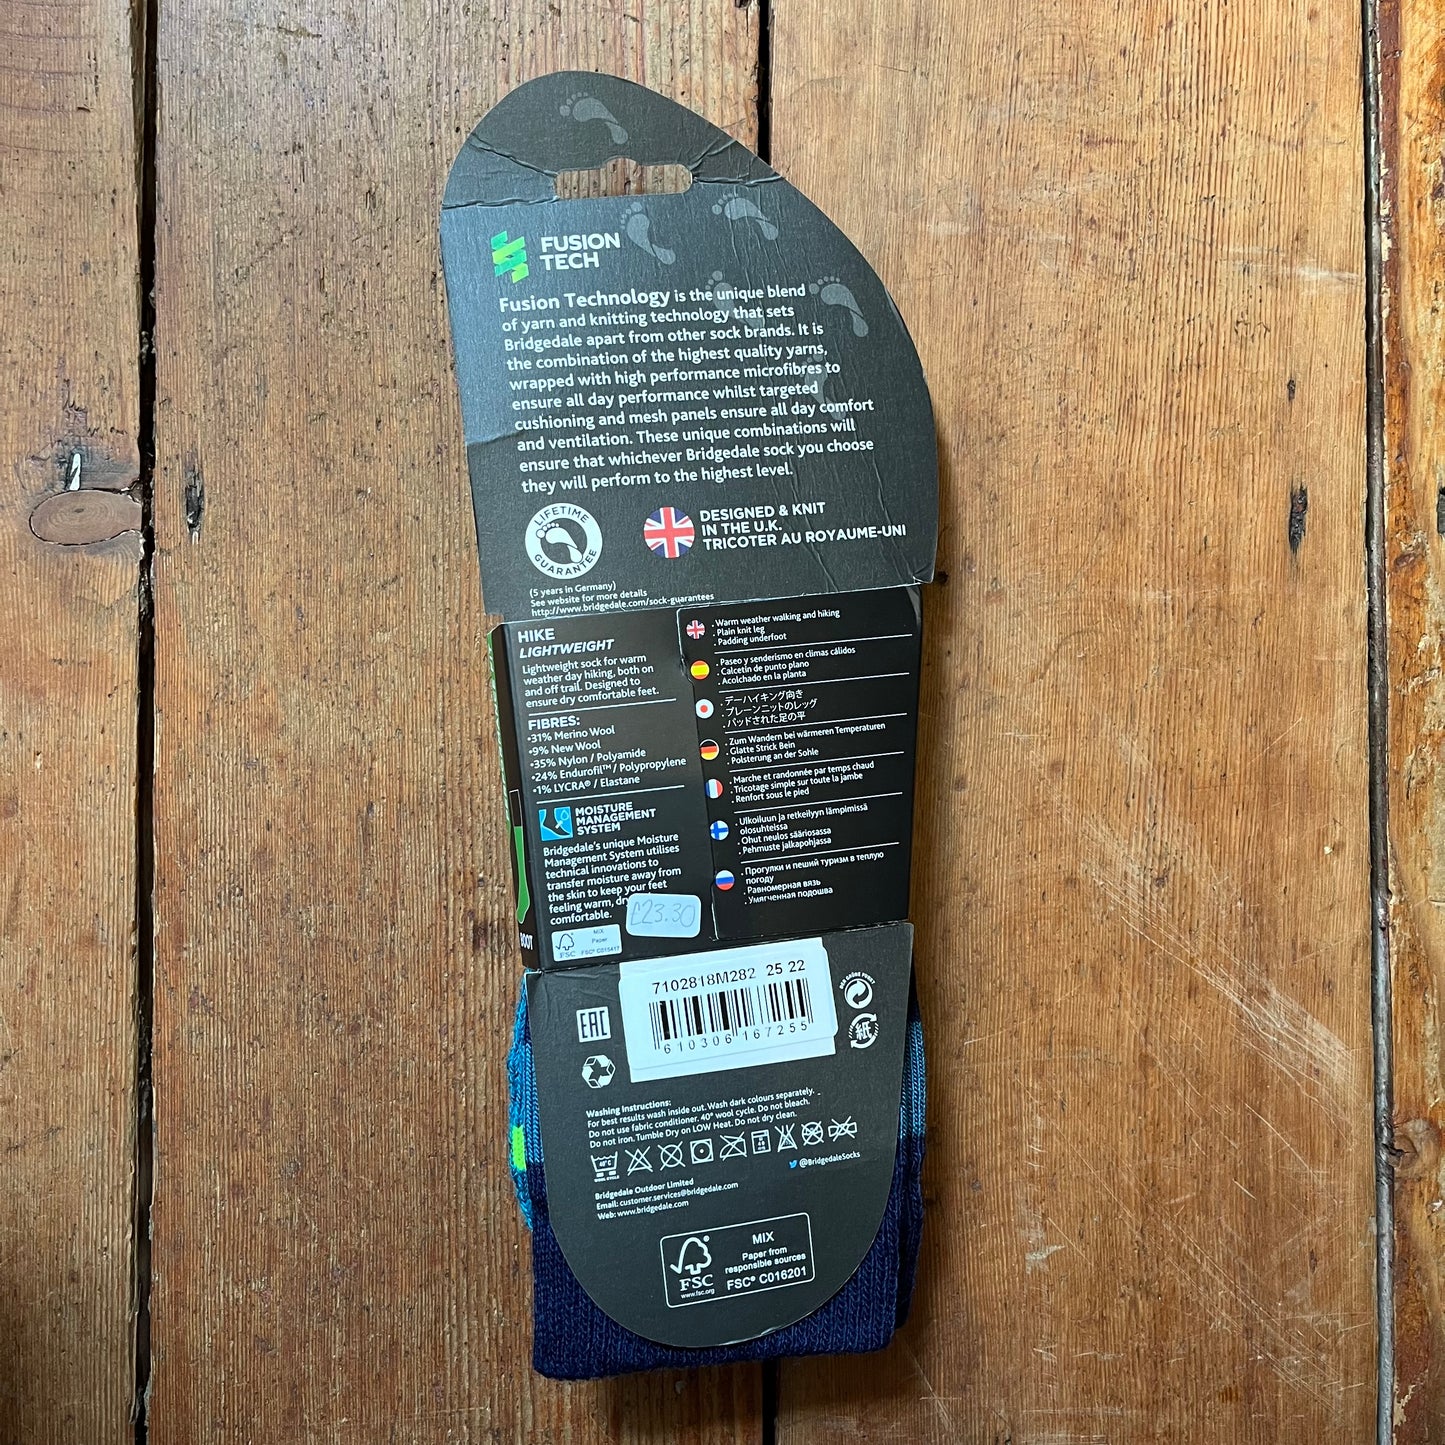 FUSION
TECH
Fusion Technology is the unique blend
of yarn and knitting technology that sets
Bridgedale apart from other sock brands. It is
the combination of the highest quality yarns,
wrapped with high performance microfibres to
ensure all day performance whilst targeted
cushioning and mesh panels ensure all day comfort
and ventilation. These unique combinations will
ensure that whichever Bridgedale sock you choose
they will perform to the highest level.
LIFETIME
GUARANTEE
DESIGNED & KNIT
IN THE U.K.
TRICOTER AU ROYAUME-UNI
(5 years in Germany)
See website for more details
http://www.bridgedale.com/sock-guarantees
HIKE
LIGHTWEIGHT
Lightweight sock for warm
weather day hiking, both on
and off trail. Designed to
ensure dry comfortable feet.
FIBRES:
•31% Merino Wool
•9% New Wool
•35% Nylon / Polyamide
•24% Endurofil™ / Polypropylene
•1% LYCRA® / Elastane
MOISTURE
MANAGEMENT
SYSTEM
Bridgedale's unique Moisture
Management System utilises
technical innovations to
transfer moisture away from
the skin to keep your feet
feeling warm,
comfortable.
£23.30
MIX
Paper
FSC
FSC® C015417
BOOT
. Warm weather walking and hiking
. Plain knit leg
. Padding underfoot
. Paseo y senderismo en climas cálidos
. Calcetín de punto plano
. Acolchado en la planta
. デーハイキング向き
. プレーンニットのレッグ
. パッドされた足の平
. Zum Wandern bei wärmeren Temperaturen
. Glatte Strick Bein
. Polsterung an der Sohle
. Marche et randonnée par temps chaud
. Tricotage simple sur toute la jambe
. Renfort sous le pied
. Ulkoiluun ja retkeilyyn lämpimissä
olosuhteissa
. Ohut neulos sääriosassa
. Pehmuste jalkapohjassa
. Прогулки и пеший туризм в теплую
погоду
. Равномерная вязь
. Умягченная подошва
7102818M282 25 22
610306 167255
EAC
紙
Washing Instructions:
For best results wash inside out. Wash dark colours separately.
Do not use fabric conditioner. 40° wool cycle. Do not bleach.
Do not iron. Tumble Dry on LOW Heat. Do not dry clean.
40°C
WOOL CYCLE
@BridgedaleSocks
Bridgedale Outdoor Limited
Email: customer.services@bridgedale.com
Web: www.bridgedale.com
FSC
www.fsc.org
MIX
Paper from
responsible sources
FSC® C016201